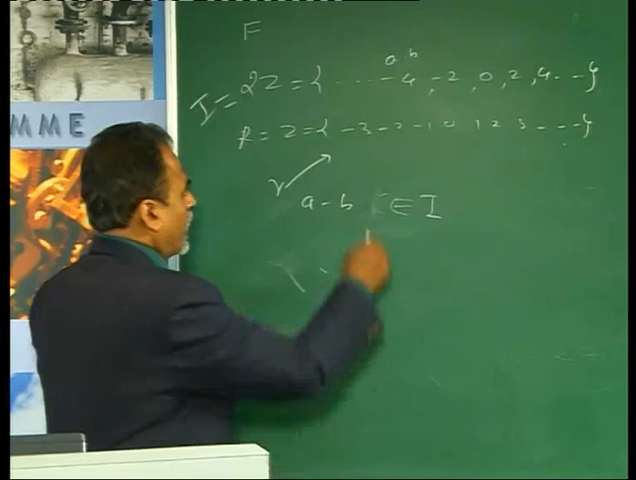 MME
F
a b
I = 2Z = { .... -4, -2, 0, 2, 4 ... }
R = Z = { -3 -2 -1 0 1 2 3 - .. }
r
a - b ∈ I